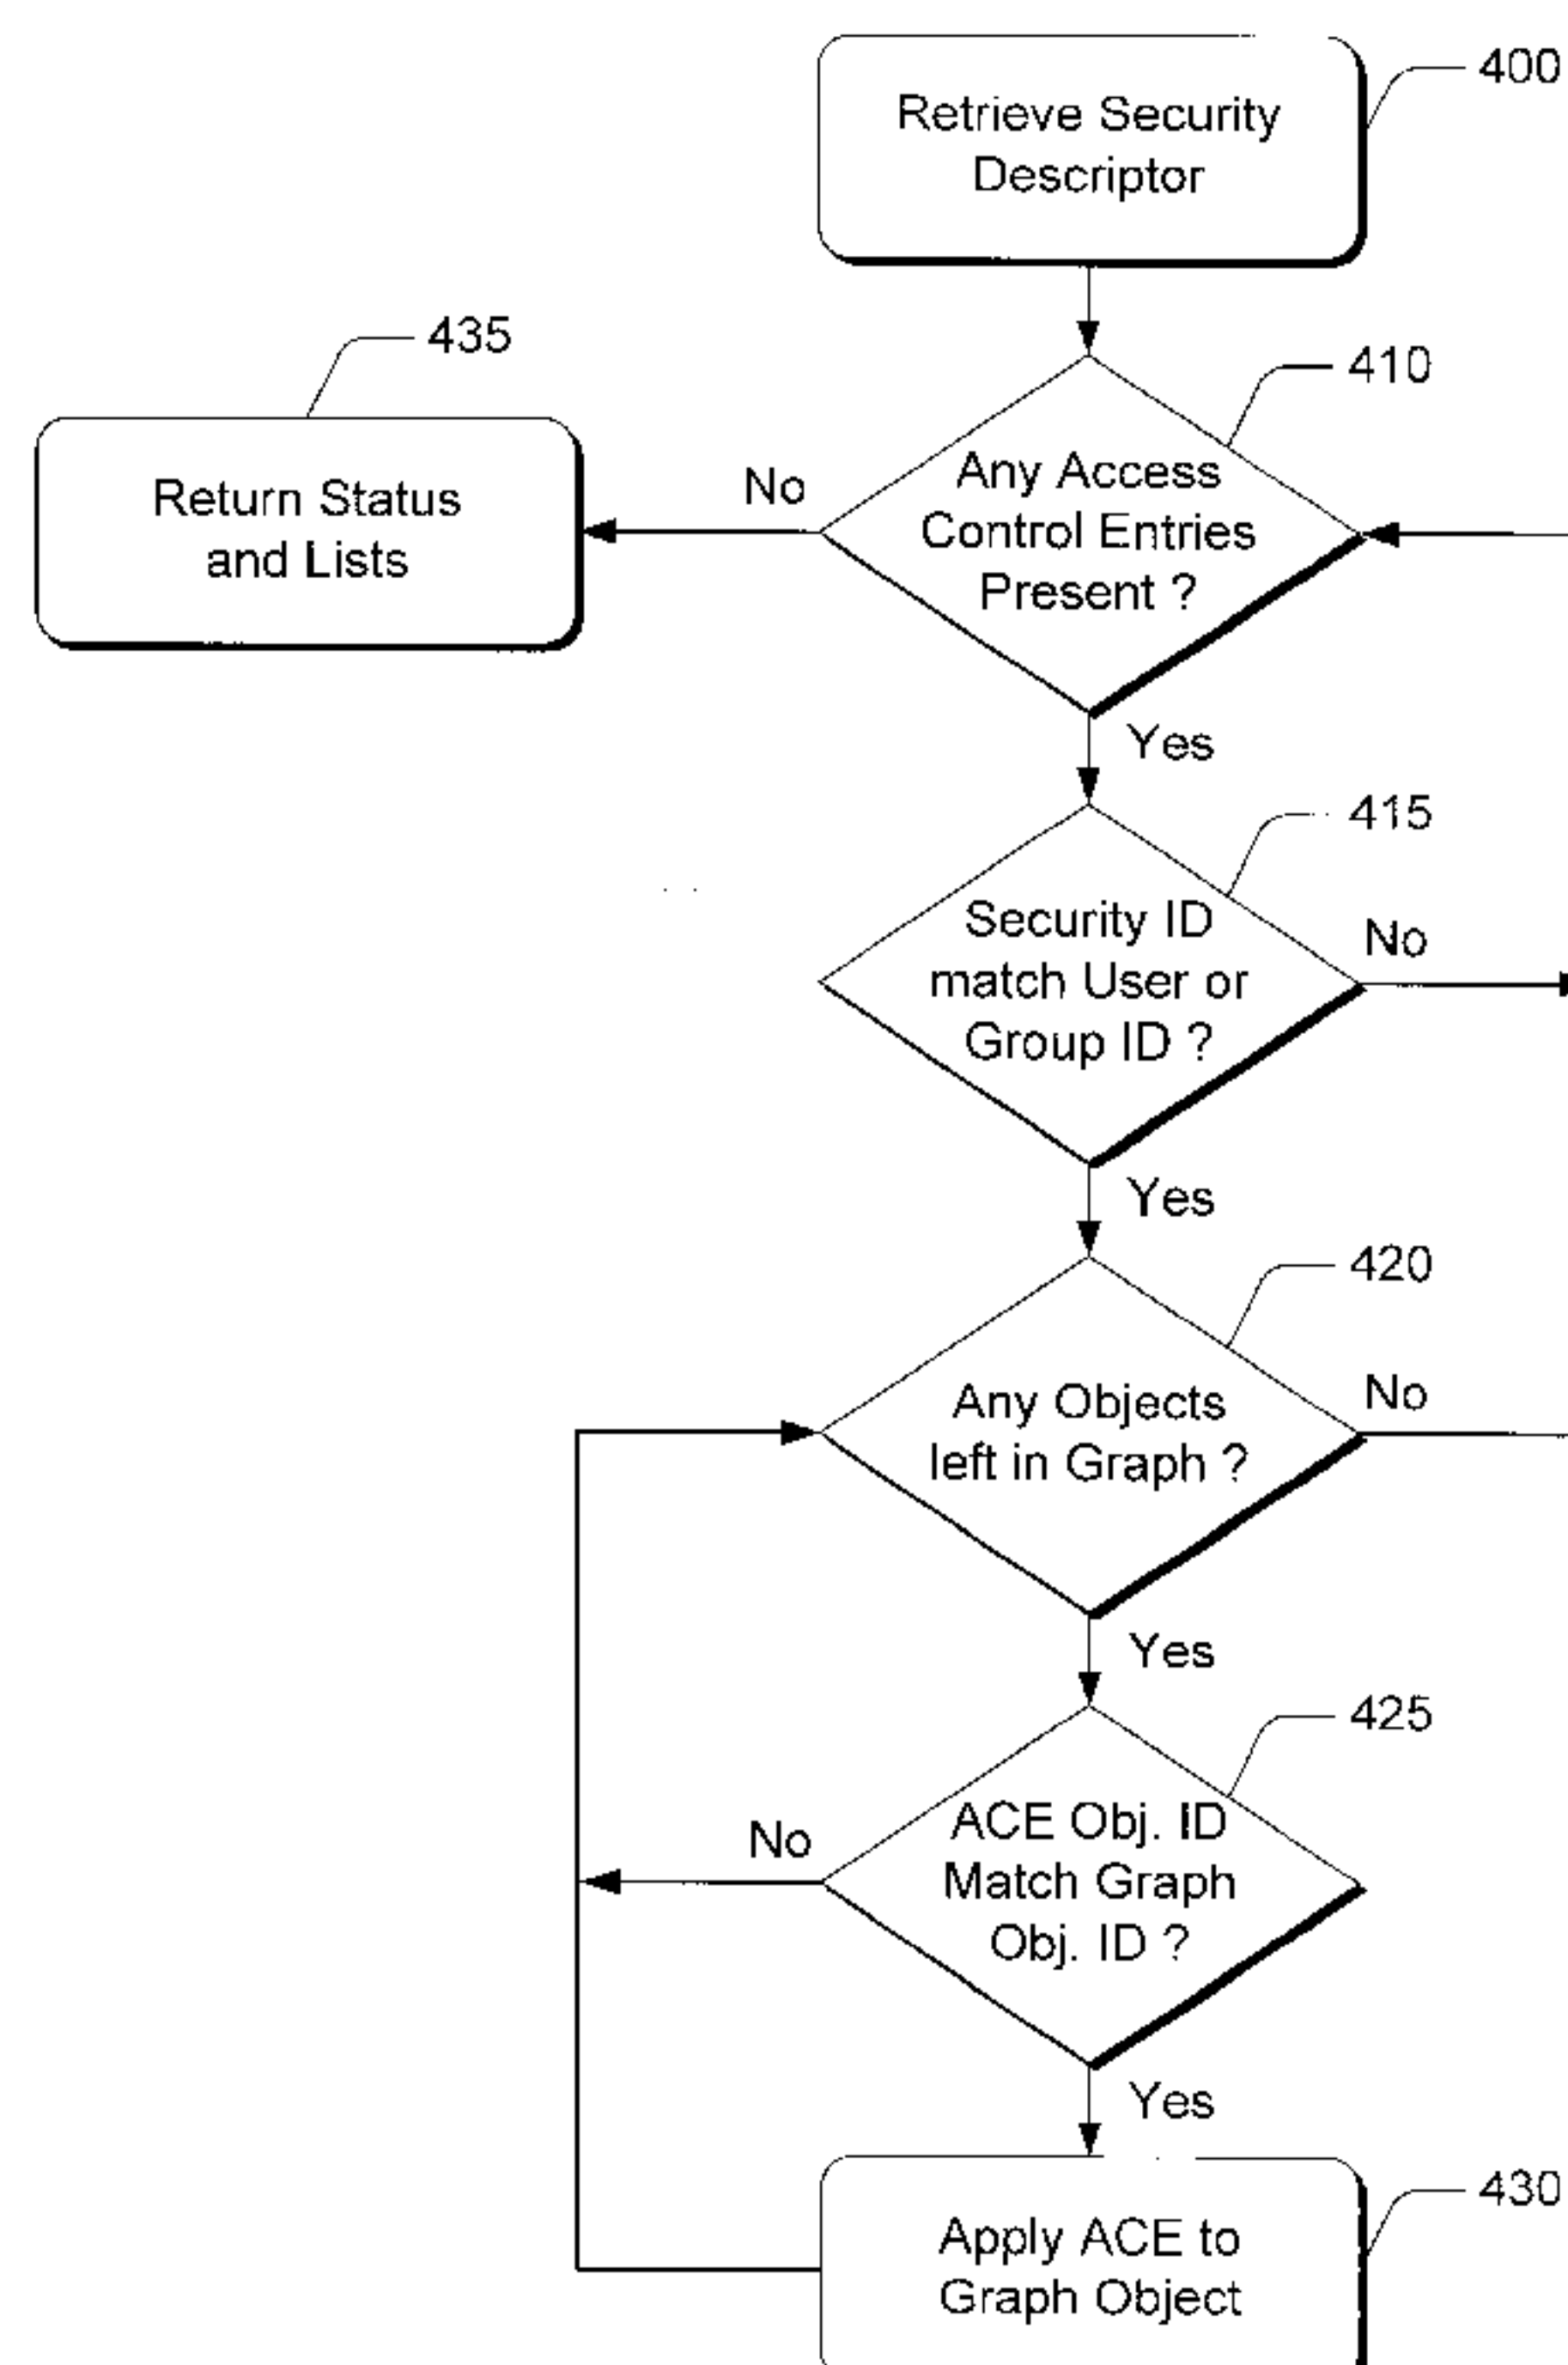 Retrieve Security
Descriptor
400
435
410
Return Status
and Lists
No
Any Access
Control Entries
Present ?
Yes
415
Security ID
match User or
Group ID ?
No
Yes
420
Any Objects
left in Graph ?
No
Yes
425
ACE Obj. ID
Match Graph
Obj. ID ?
No
Yes
430
Apply ACE to
Graph Object